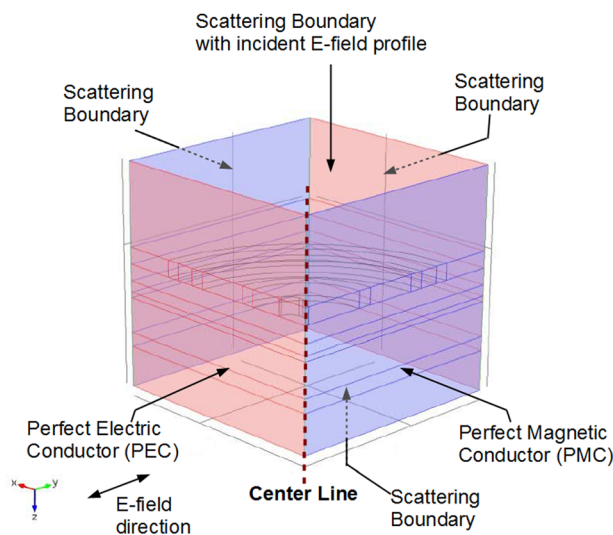 Scattering Boundary
with incident E-field profile
Scattering
Boundary
Scattering
Boundary
Perfect Electric
Conductor (PEC)
Perfect Magnetic
Conductor (PMC)
x
y
z
E-field
direction
Center Line
Scattering
Boundary